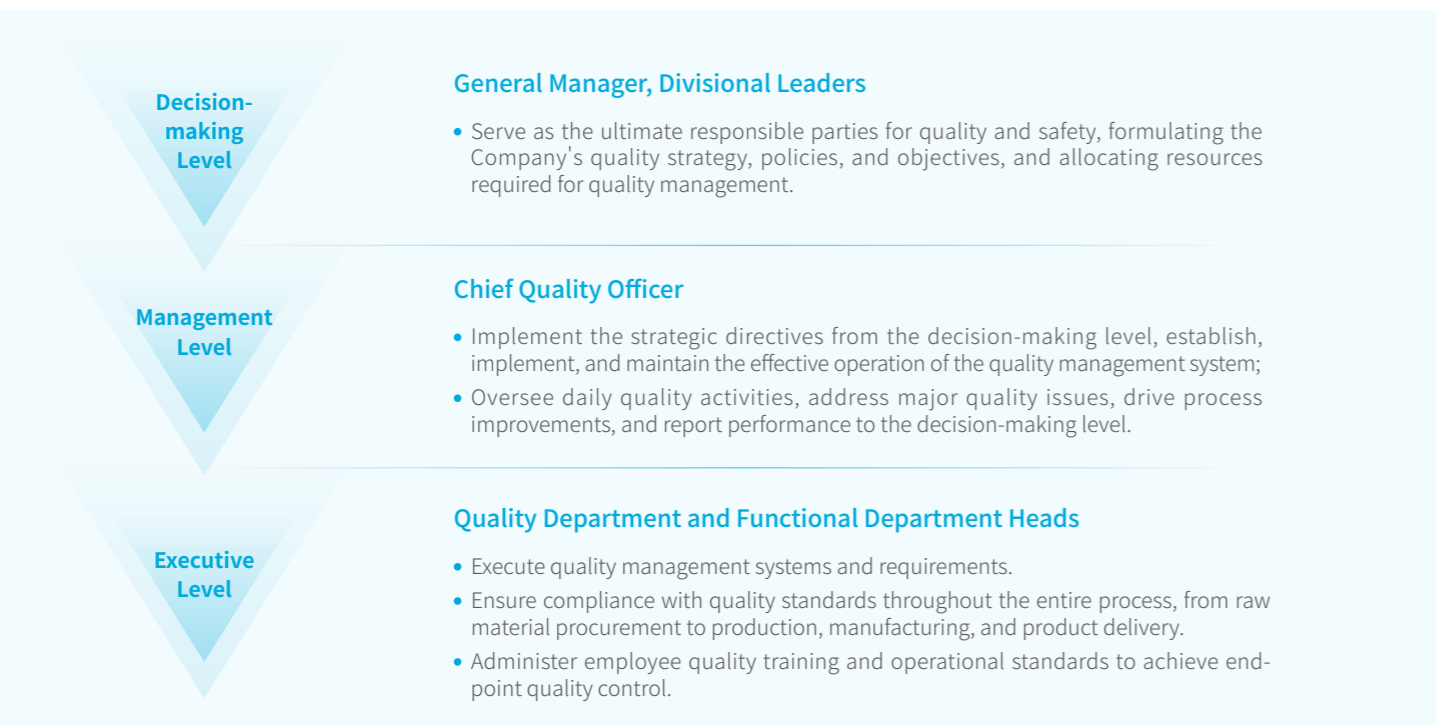 Decision-
making
Level
General Manager, Divisional Leaders
• Serve as the ultimate responsible parties for quality and safety, formulating the
Company's quality strategy, policies, and objectives, and allocating resources
required for quality management.
Management
Level
Chief Quality Officer
• Implement the strategic directives from the decision-making level, establish,
implement, and maintain the effective operation of the quality management system;
• Oversee daily quality activities, address major quality issues, drive process
improvements, and report performance to the decision-making level.
Executive
Level
Quality Department and Functional Department Heads
• Execute quality management systems and requirements.
• Ensure compliance with quality standards throughout the entire process, from raw
material procurement to production, manufacturing, and product delivery.
• Administer employee quality training and operational standards to achieve end-
point quality control.